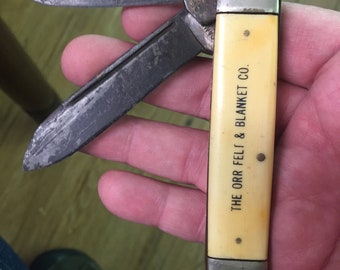 THE ORR FELT & BLANKET CO.